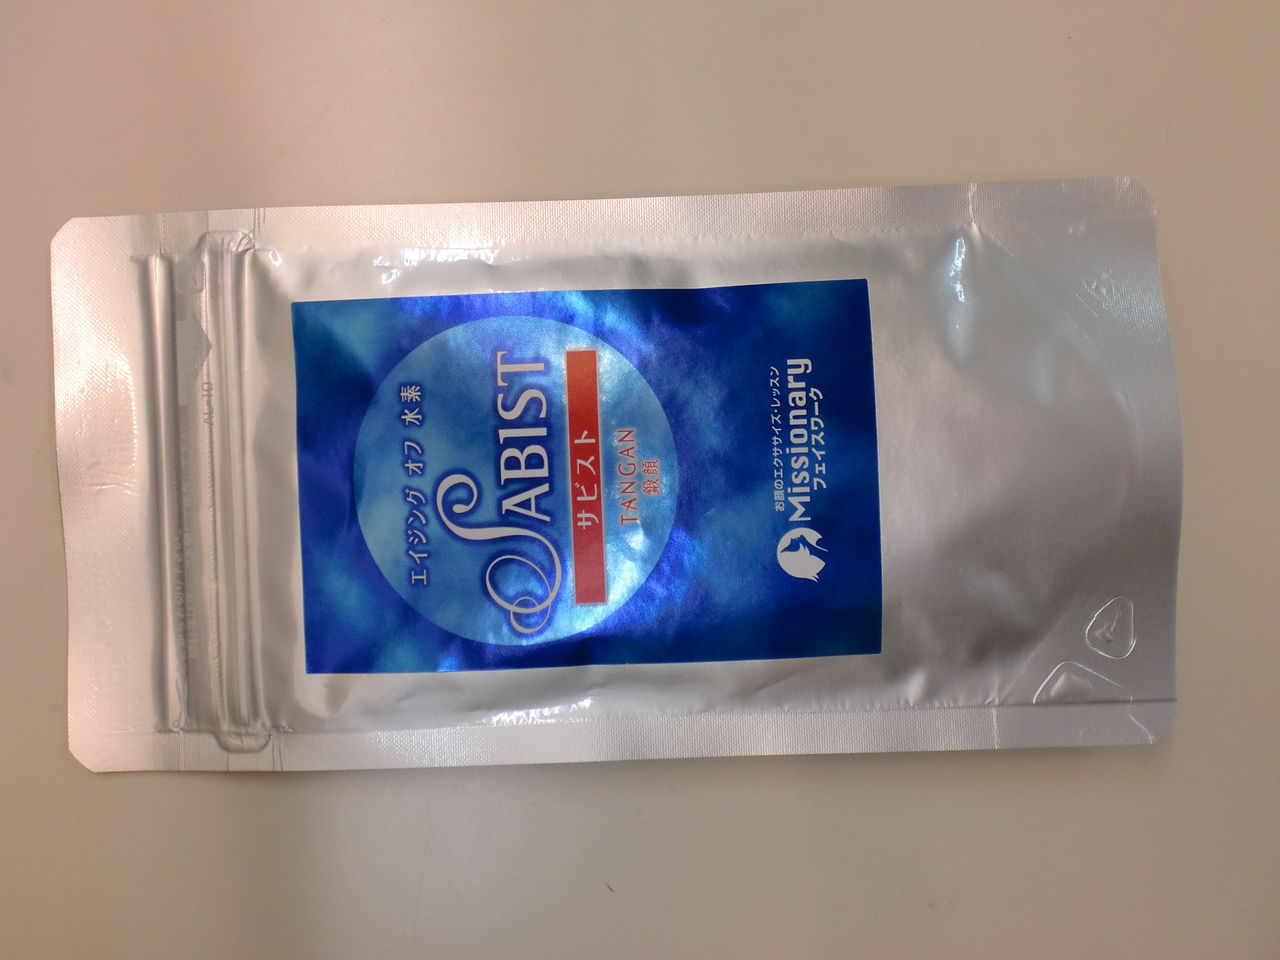 エイジング オフ 水素
SABIST
サビスト
TANGAN
鍛顔
お顔のエクササイズ・レッスン
Missionary
フェイスワーク